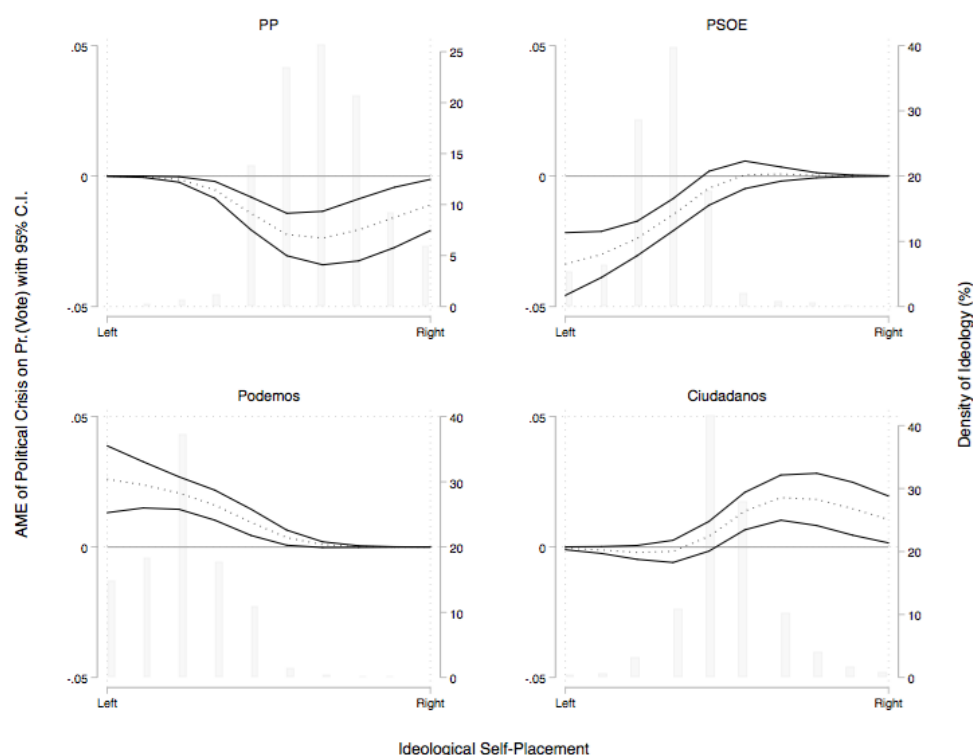 PP
PSOE
.05
0
-.05
25
20
15
10
5
0
Left
Right
.05
0
-.05
40
30
20
10
0
Left
Right
Podemos
Ciudadanos
.05
0
-.05
40
30
20
10
0
Left
Right
.05
0
-.05
40
30
20
10
0
Left
Right
AME of Political Crisis on Pr.(Vote) with 95% C.I.
Density of Ideology (%)
Ideological Self-Placement